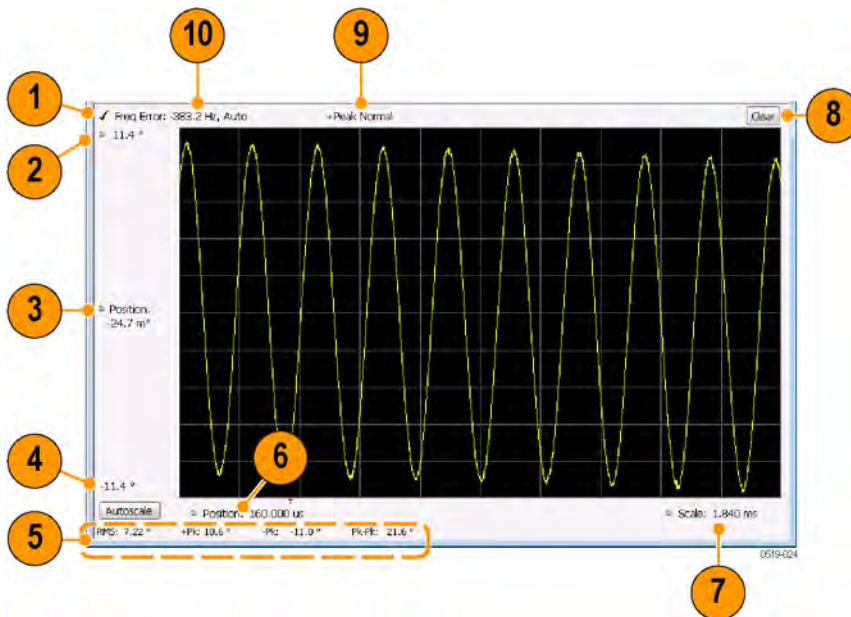 10
9
1
✓ Freq Error: -383.2 Hz, Auto
+Peak Normal
Clear
8
2
11.4 °
3
Position:
-24.7 m°
4
-11.4 °
6
Autoscale
Position: 160.000 us
Scale: 1.840 ms
5
RMS: 7.22 °
+Pk: 10.6 °
-Pk: -11.0 °
Pk-Pk: 21.6 °
0519-024
7